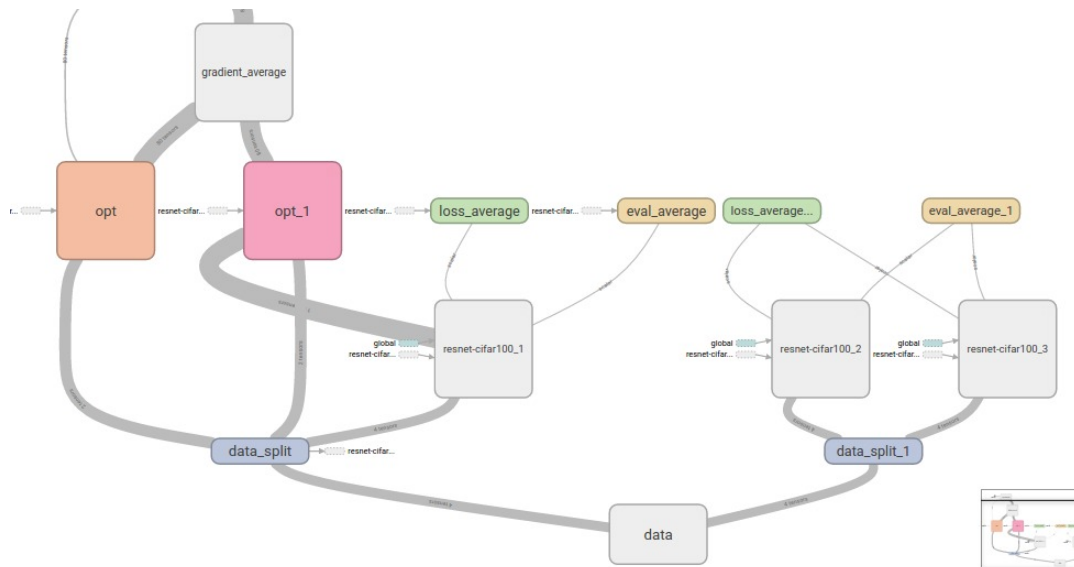 gradient_average
opt
resnet-cifar...
opt_1
resnet-cifar...
loss_average
resnet-cifar...
eval_average
loss_average...
eval_average_1
r...
global
resnet-cifar...
resnet-cifar100_1
global
resnet-cifar...
resnet-cifar100_2
global
resnet-cifar...
resnet-cifar100_3
data_split
resnet-cifar...
data_split_1
data